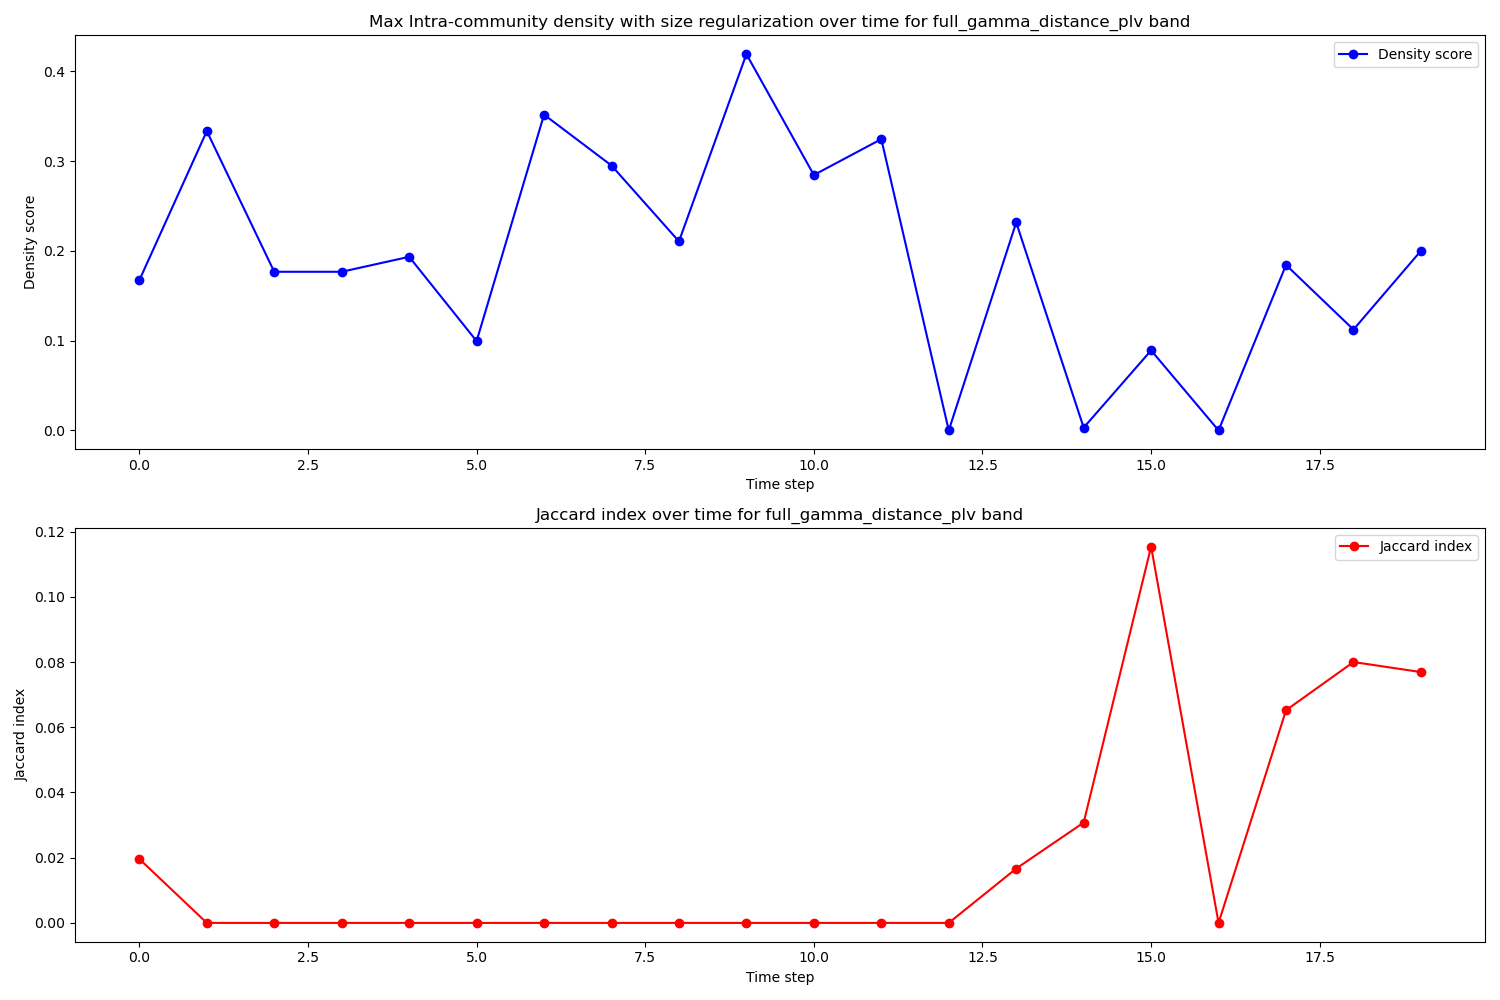 Max Intra-community density with size regularization over time for full_gamma_distance_plv band
Density score
0.4
0.3
0.2
0.1
0.0
Density score
0.0 2.5 5.0 7.5 10.0 12.5 15.0 17.5
Time step
Jaccard index over time for full_gamma_distance_plv band
Jaccard index
0.12
0.10
0.08
0.06
0.04
0.02
0.00
Jaccard index
0.0 2.5 5.0 7.5 10.0 12.5 15.0 17.5
Time step